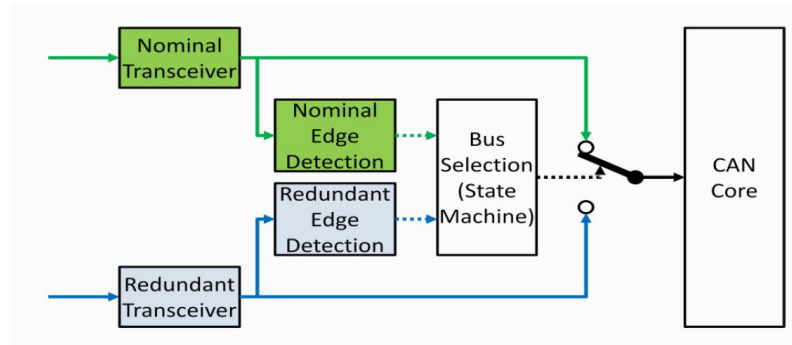 Nominal
Transceiver
Nominal
Edge
Detection
Redundant
Edge
Detection
Bus
Selection
(State
Machine)
CAN
Core
Redundant
Transceiver